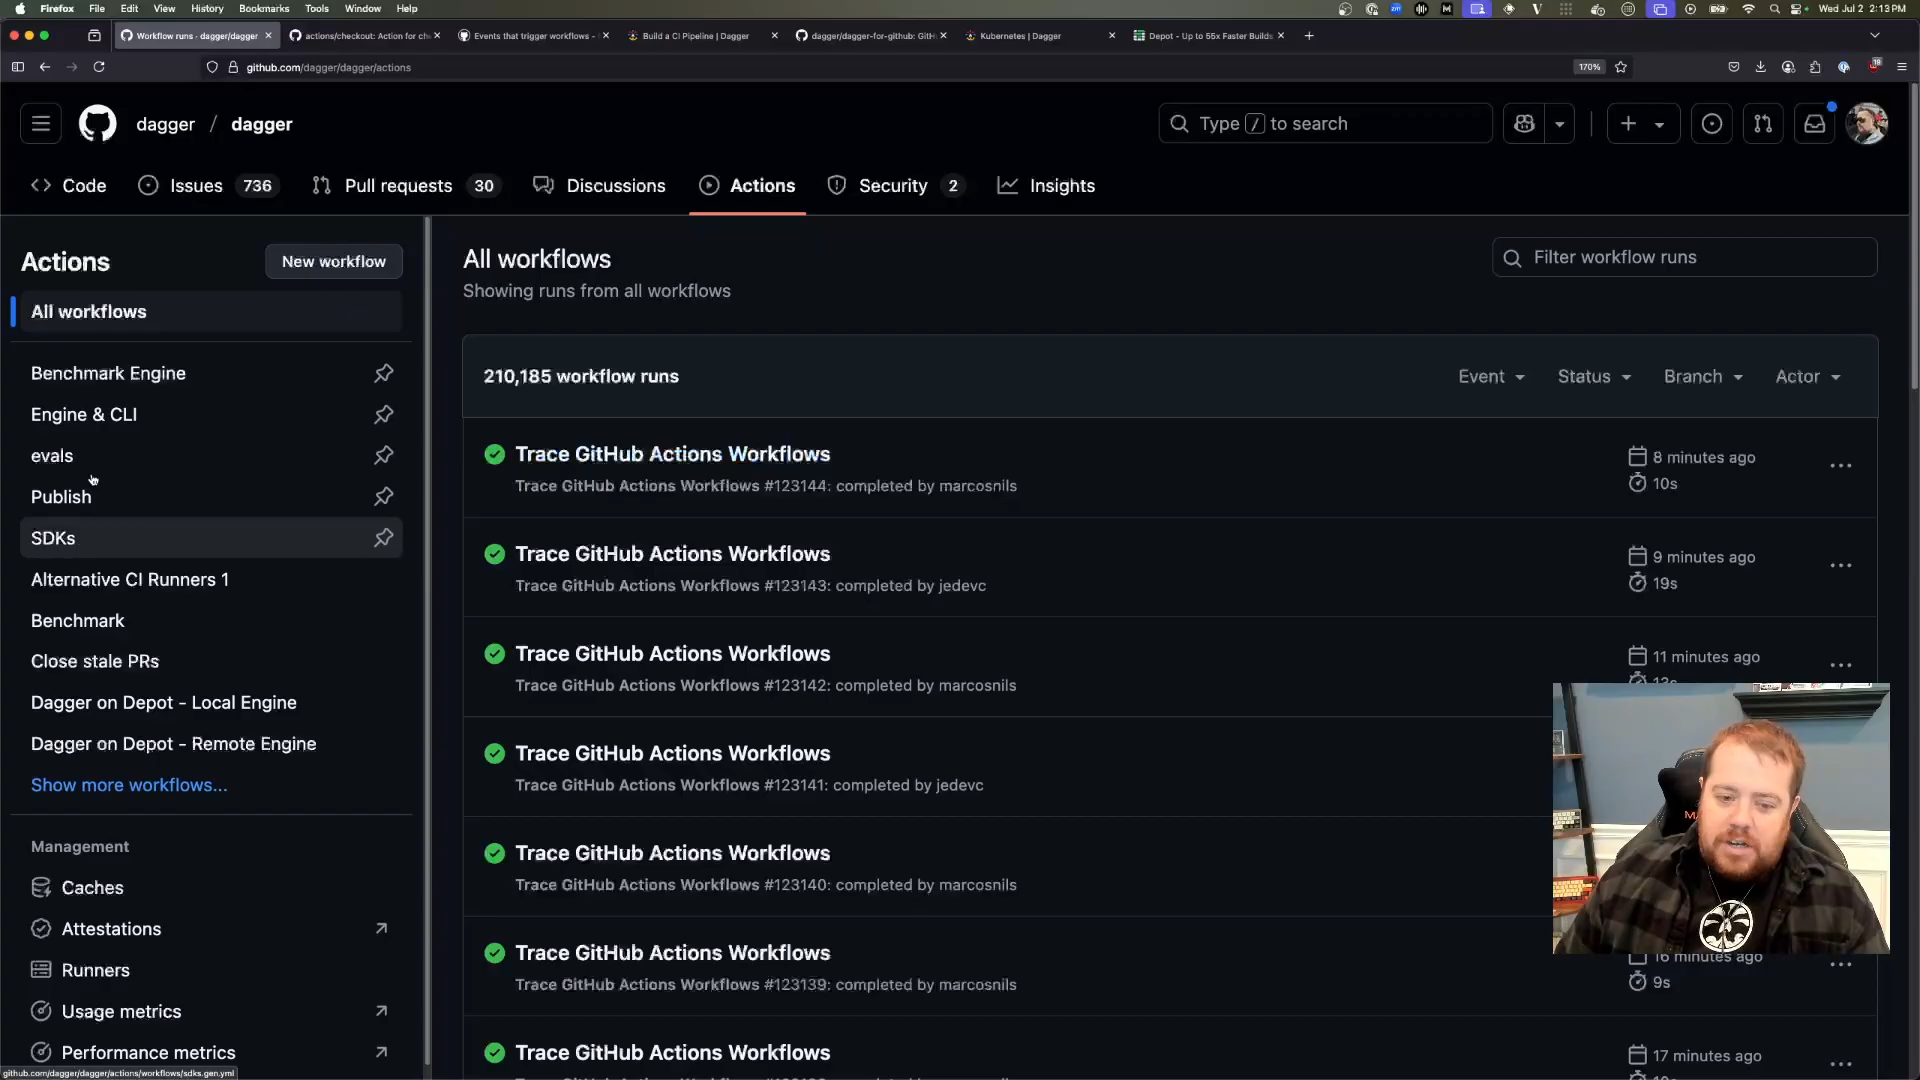 Firefox File Edit View History Bookmarks Tools Window Help
Wed Jul 2 2:13 PM
Workflow runs · dagger/dagger
actions/checkout: Action for ch
Events that trigger workflows -
Build a CI Pipeline | Dagger
dagger/dagger-for-github: GitH
Kubernetes | Dagger
Depot - Up to 55x Faster Builds
github.com/dagger/dagger/actions
170%
dagger / dagger
Type / to search
Code
Issues 736
Pull requests 30
Discussions
Actions
Security 2
Insights
Actions
New workflow
All workflows
Benchmark Engine
Engine & CLI
evals
Publish
SDKs
Alternative CI Runners 1
Benchmark
Close stale PRs
Dagger on Depot - Local Engine
Dagger on Depot - Remote Engine
Show more workflows...
Management
Caches
Attestations
Runners
Usage metrics
Performance metrics
github.com/dagger/dagger/actions/workflows/sdks.gen.yml
All workflows
Showing runs from all workflows
Filter workflow runs
210,185 workflow runs
Event Status Branch Actor
Trace GitHub Actions Workflows
Trace GitHub Actions Workflows #123144: completed by marcosnils
8 minutes ago
10s
Trace GitHub Actions Workflows
Trace GitHub Actions Workflows #123143: completed by jedevc
9 minutes ago
19s
Trace GitHub Actions Workflows
Trace GitHub Actions Workflows #123142: completed by marcosnils
11 minutes ago
Trace GitHub Actions Workflows
Trace GitHub Actions Workflows #123141: completed by jedevc
Trace GitHub Actions Workflows
Trace GitHub Actions Workflows #123140: completed by marcosnils
Trace GitHub Actions Workflows
Trace GitHub Actions Workflows #123139: completed by marcosnils
16 minutes ago
9s
Trace GitHub Actions Workflows
17 minutes ago